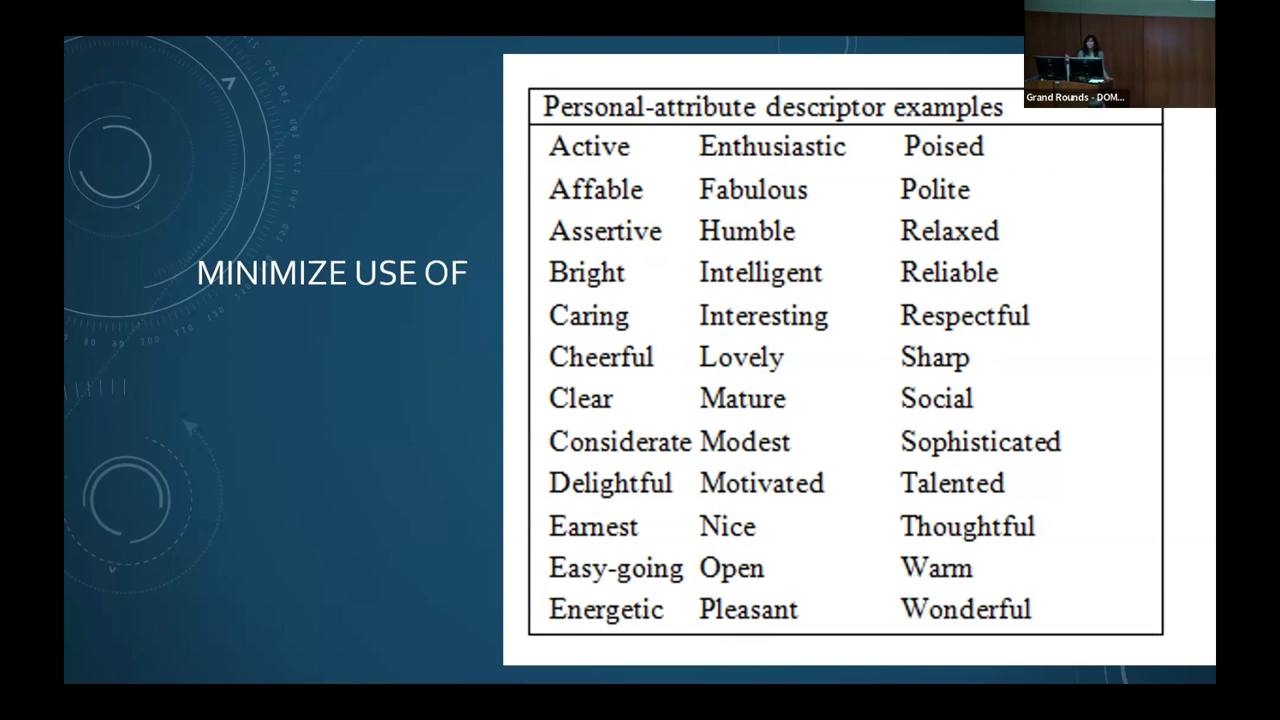 MINIMIZE USE OF
Personal-attribute descriptor examples
Active Enthusiastic Poised
Affable Fabulous Polite
Assertive Humble Relaxed
Bright Intelligent Reliable
Caring Interesting Respectful
Cheerful Lovely Sharp
Clear Mature Social
Considerate Modest Sophisticated
Delightful Motivated Talented
Earnest Nice Thoughtful
Easy-going Open Warm
Energetic Pleasant Wonderful
Grand Rounds - DOM...